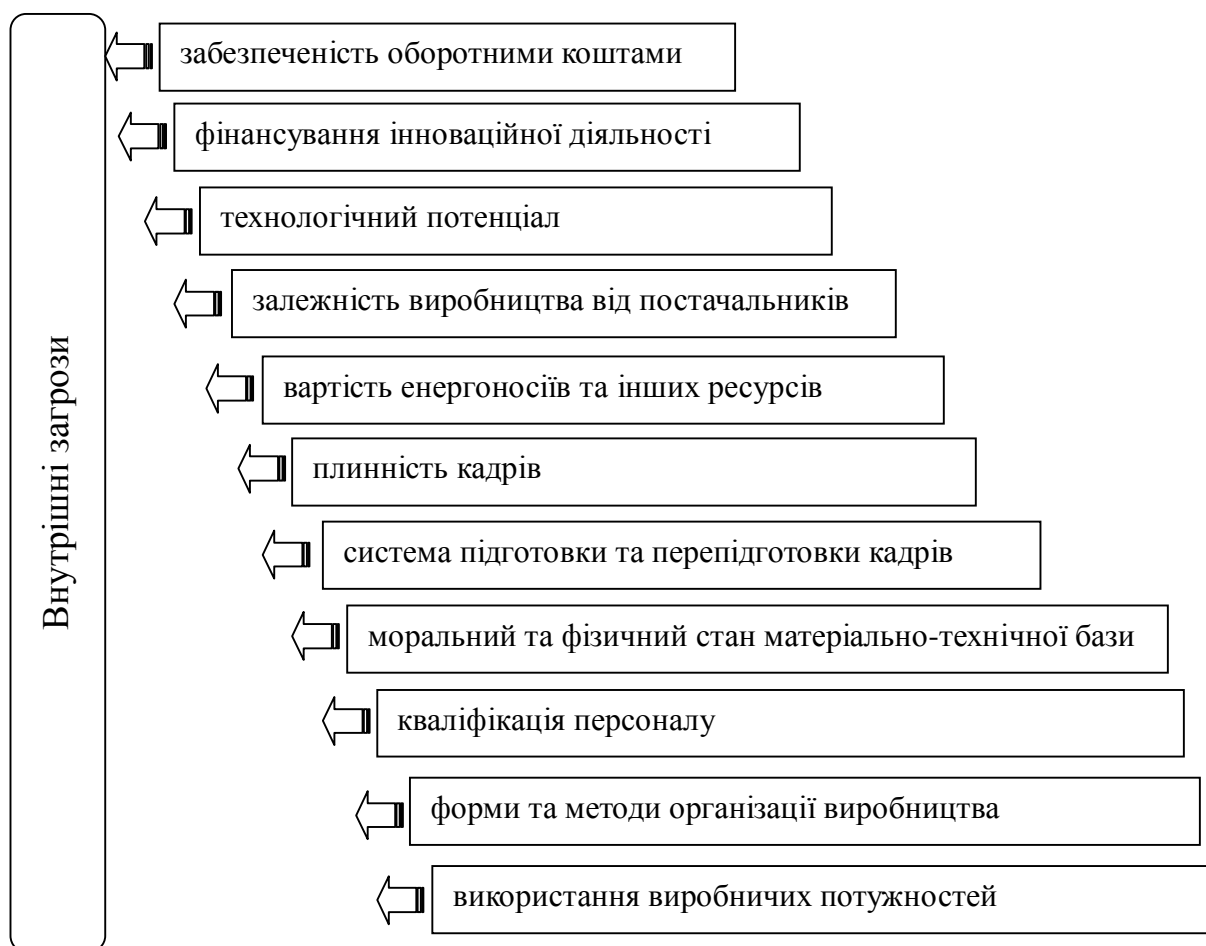 Внутрішні загрози
забезпеченість оборотними коштами
фінансування інноваційної діяльності
технологічний потенціал
залежність виробництва від постачальників
вартість енергоносіїв та інших ресурсів
плинність кадрів
система підготовки та перепідготовки кадрів
моральний та фізичний стан матеріально-технічної бази
кваліфікація персоналу
форми та методи організації виробництва
використання виробничих потужностей